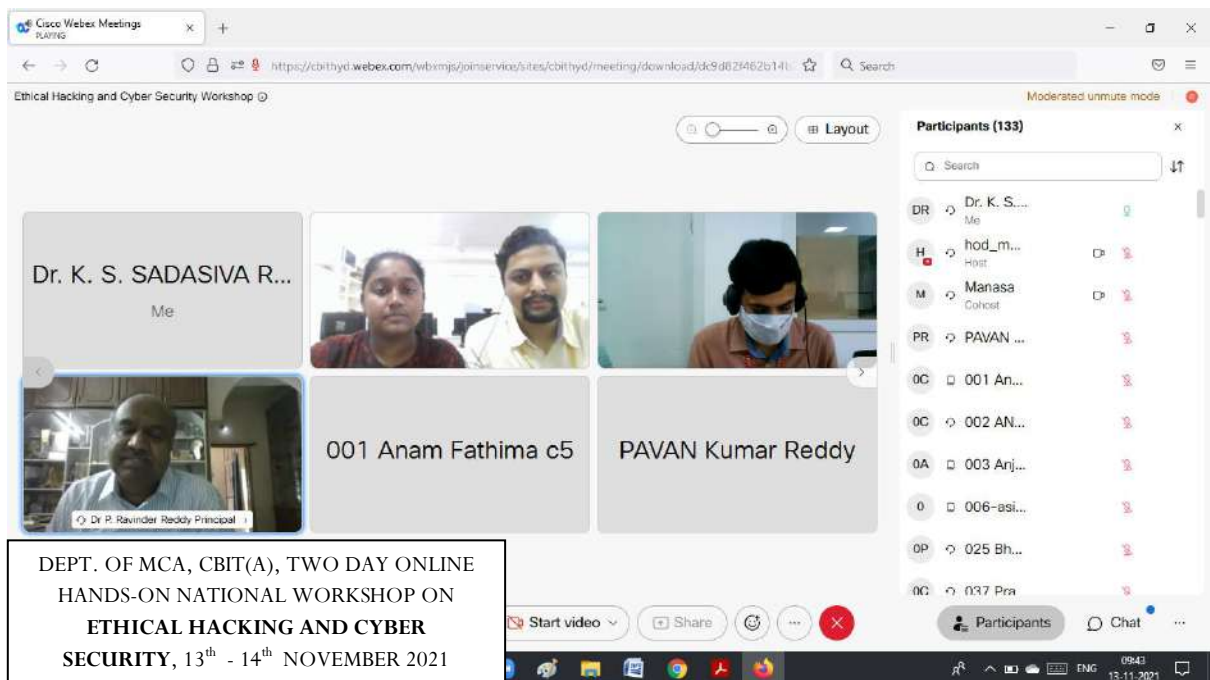 Cisco Webex Meetings
PLAYING
https://cbithyd.webex.com/wbxmjs/joinservice/sites/cbithyd/meeting/download/
Search
Ethical Hacking and Cyber Security Workshop
Moderated unmute mode
Layout
Participants (133)
Search
DR Dr. K. S....
Me
H hod_m...
Host
M Manasa
Cohost
PR PAVAN ...
0C 001 An...
0C 002 AN...
0A 003 Anj...
0 006-asi...
0P 025 Bh...
0C 037 Pra
Dr. K. S. SADASIVA R...
Me
Dr P. Ravinder Reddy Principal
001 Anam Fathima c5
PAVAN Kumar Reddy
DEPT. OF MCA, CBIT(A), TWO DAY ONLINE
HANDS-ON NATIONAL WORKSHOP ON
ETHICAL HACKING AND CYBER
SECURITY, 13th - 14th NOVEMBER 2021
Start video
Share
Participants
Chat
ENG
09:43
13-11-2021